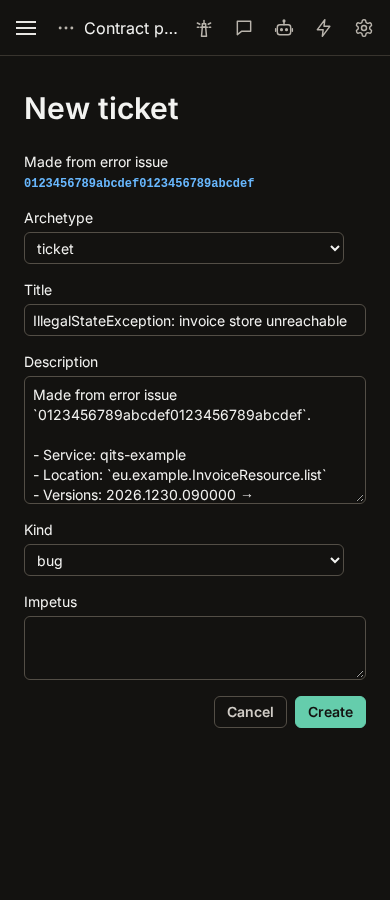 Contract p...
New ticket
Made from error issue
0123456789abcdef0123456789abcdef
Archetype
ticket
Title
IllegalStateException: invoice store unreachable
Description
Made from error issue
`0123456789abcdef0123456789abcdef`.
- Service: qits-example
- Location: `eu.example.InvoiceResource.list`
- Versions: 2026.1230.090000 →
Kind
bug
Impetus
Cancel
Create